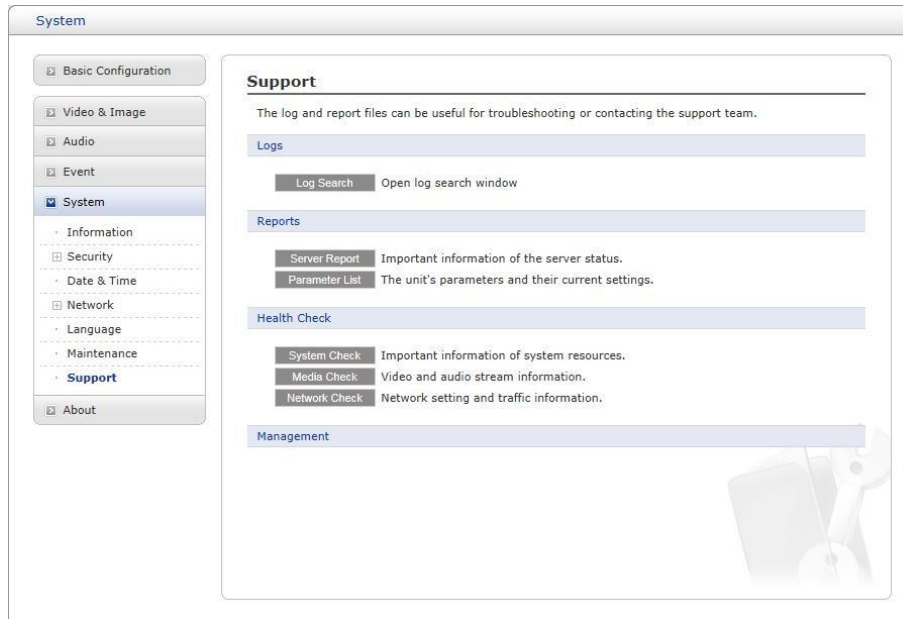 System
Basic Configuration
Video & Image
Audio
Event
System
Information
Security
Date & Time
Network
Language
Maintenance
Support
About
Support
The log and report files can be useful for troubleshooting or contacting the support team.
Logs
Log Search Open log search window
Reports
Server Report Important information of the server status.
Parameter List The unit's parameters and their current settings.
Health Check
System Check Important information of system resources.
Media Check Video and audio stream information.
Network Check Network setting and traffic information.
Management